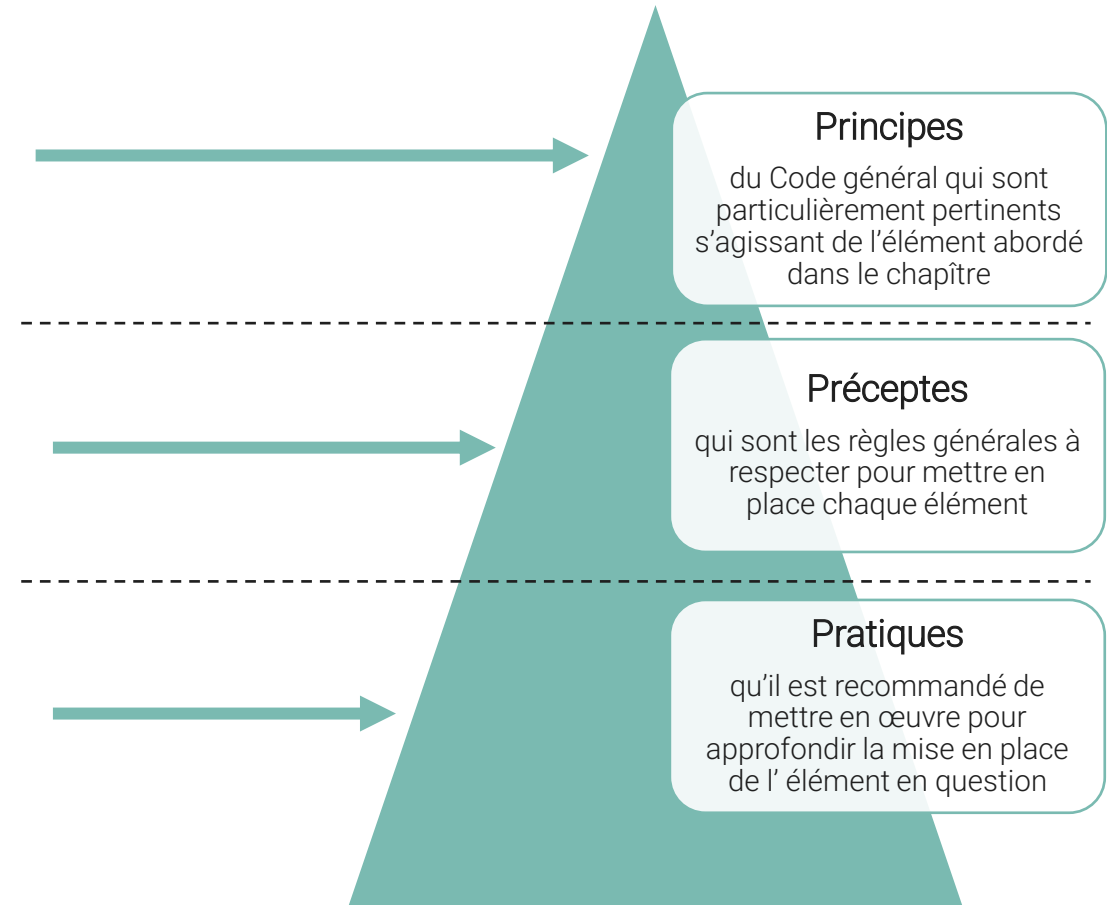 Principes
du Code général qui sont
particulièrement pertinents
s’agissant de l’élément abordé
dans le chapître
Préceptes
qui sont les règles générales à
respecter pour mettre en
place chaque élément
Pratiques
qu’il est recommandé de
mettre en œuvre pour
approfondir la mise en place
de l’ élément en question